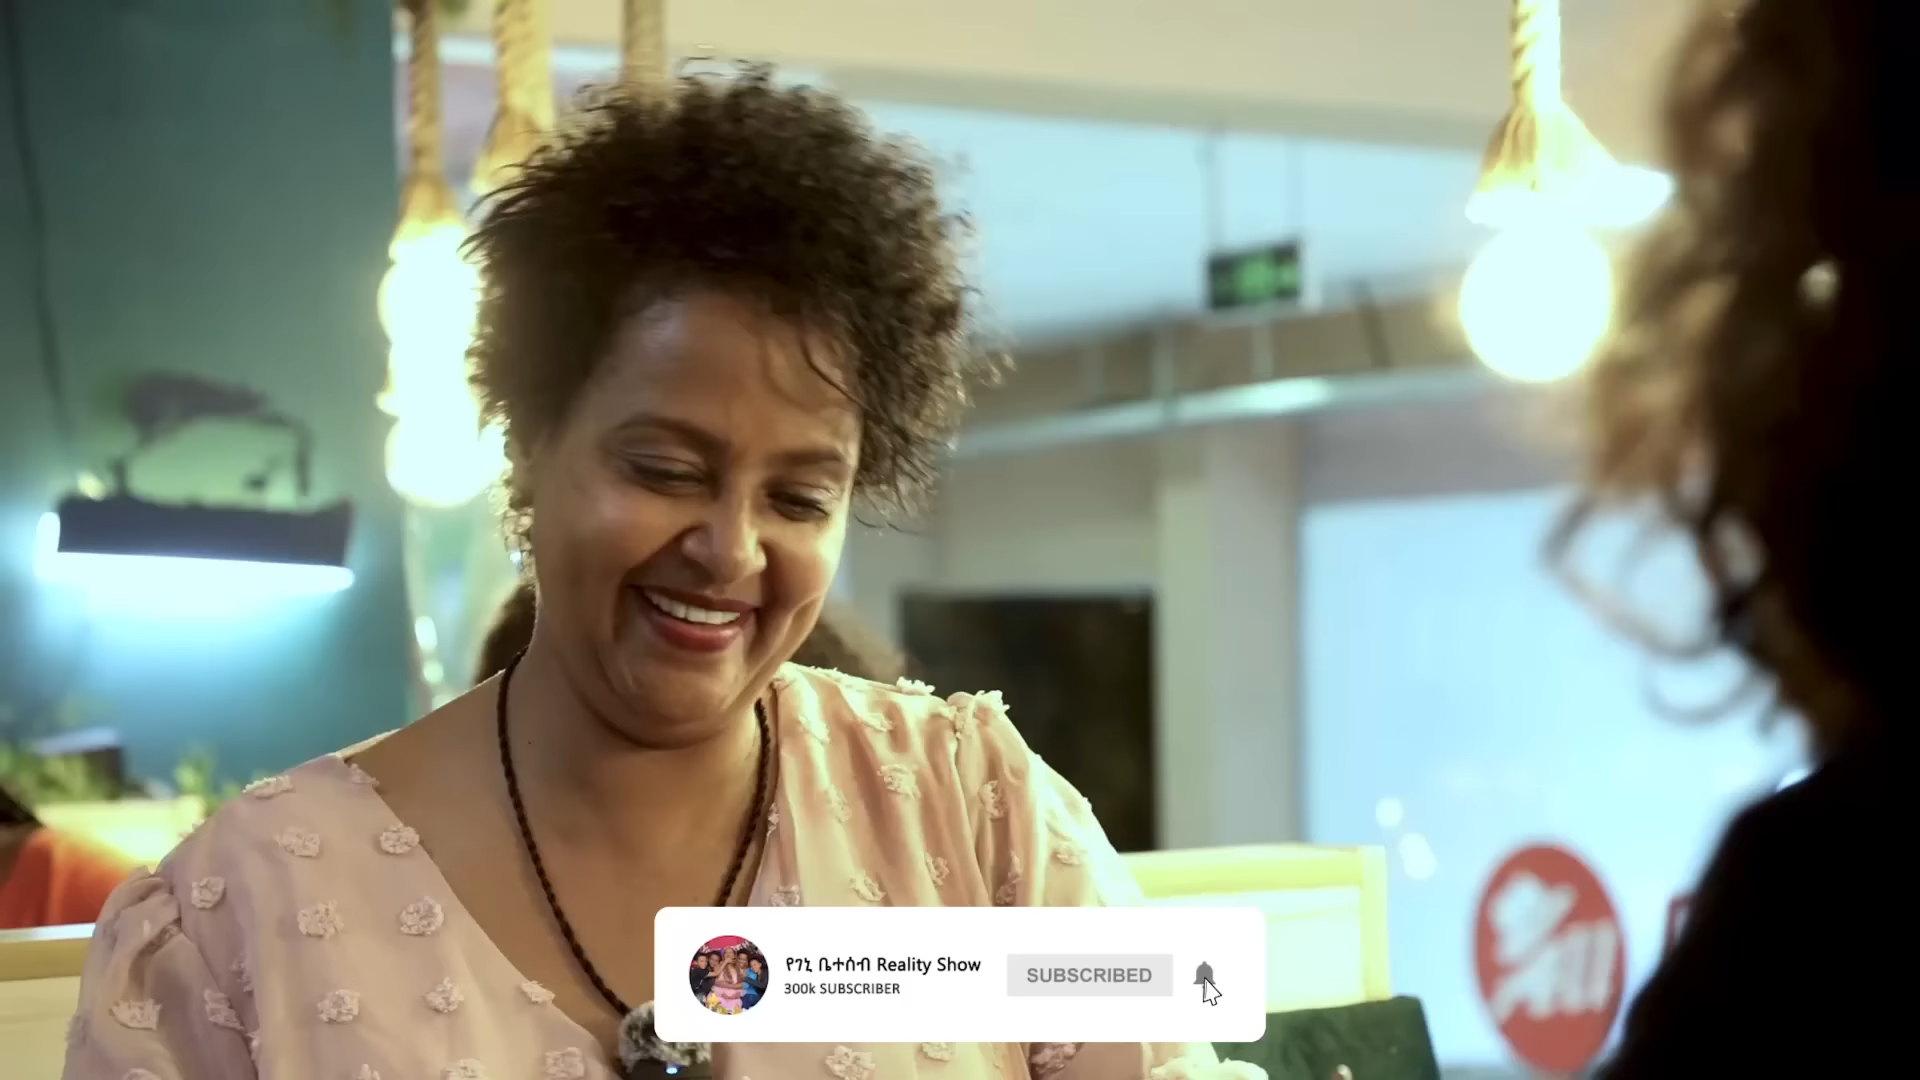 የገኒ ቤተሰብ Reality Show
300k SUBSCRIBER
SUBSCRIBED